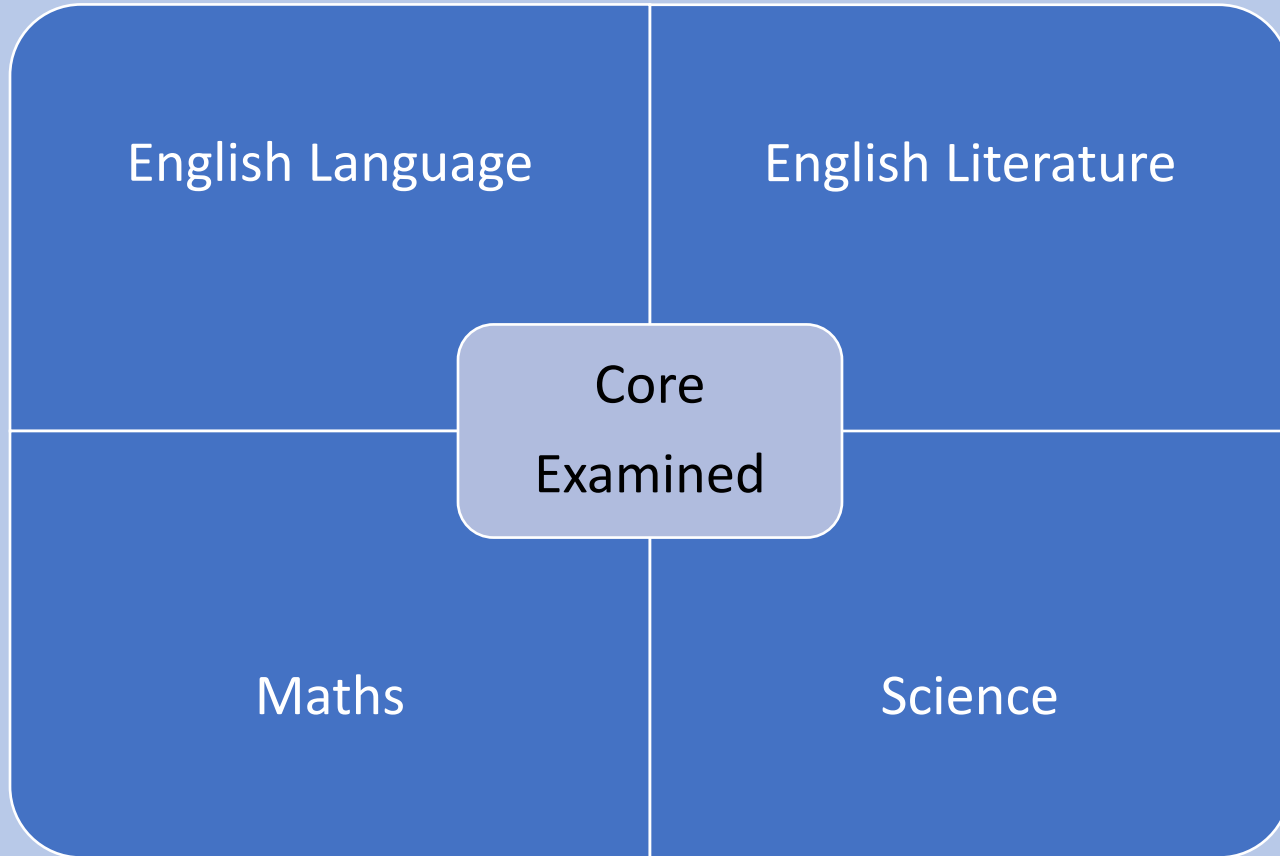 English Language
English Literature
Core
Examined
Maths
Science